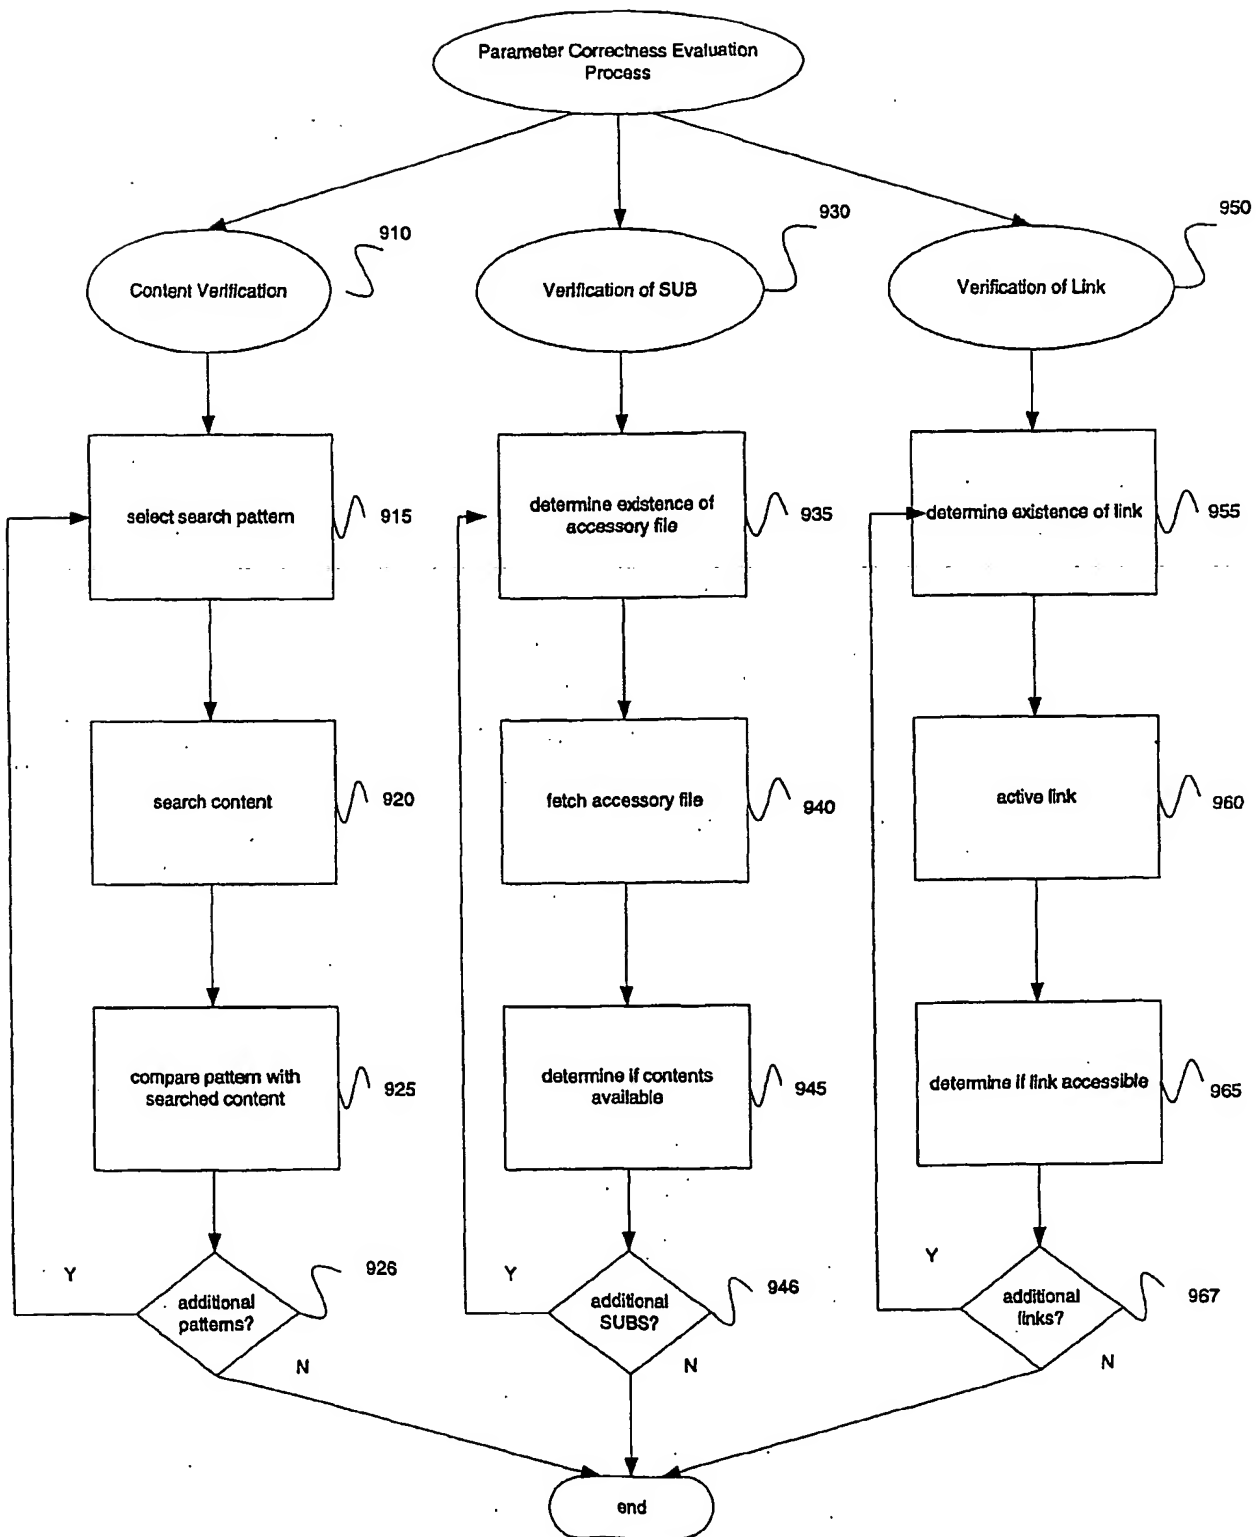 Parameter Correctness Evaluation
Process
910
930
950
Content Verification
Verification of SUB
Verification of Link
select search pattern
915
determine existence of
accessory file
935
determine existence of link
955
search content
920
fetch accessory file
940
active link
960
compare pattern with
searched content
925
determine if contents
available
945
determine if link accessible
965
Y
additional
patterns?
926
N
Y
additional
SUBS?
946
N
Y
additional
links?
967
N
end